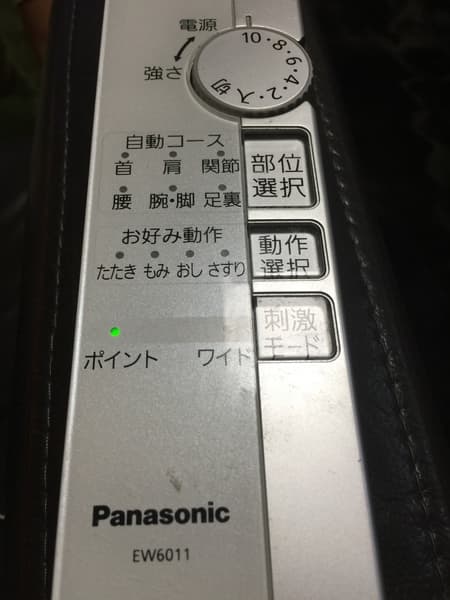 電源
強さ
10・8・6・4・2・入 切
自動コース
首 肩 関節
腰 腕・脚 足裏
部位
選択
お好み動作
たたき もみ おし さすり
動作
選択
刺激
モード
ポイント ワイド
Panasonic
EW6011